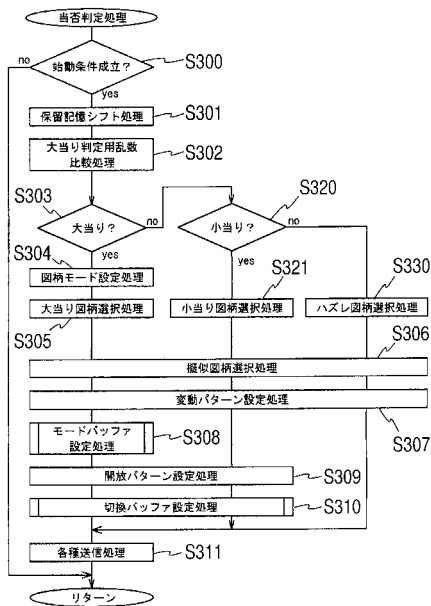 当否判定処理
no
始動条件成立？
S300
yes
保留記憶シフト処理
S301
大当り判定用乱数
比較処理
S302
S303
大当り？
no
小当り？
S320
no
S304
yes
yes
図柄モード設定処理
S321
S330
大当り図柄選択処理
小当り図柄選択処理
ハズレ図柄選択処理
S305
S306
擬似図柄選択処理
変動パターン設定処理
モードバッファ
設定処理
S308
S307
開放パターン設定処理
S309
切換バッファ設定処理
S310
各種送信処理
S311
リターン